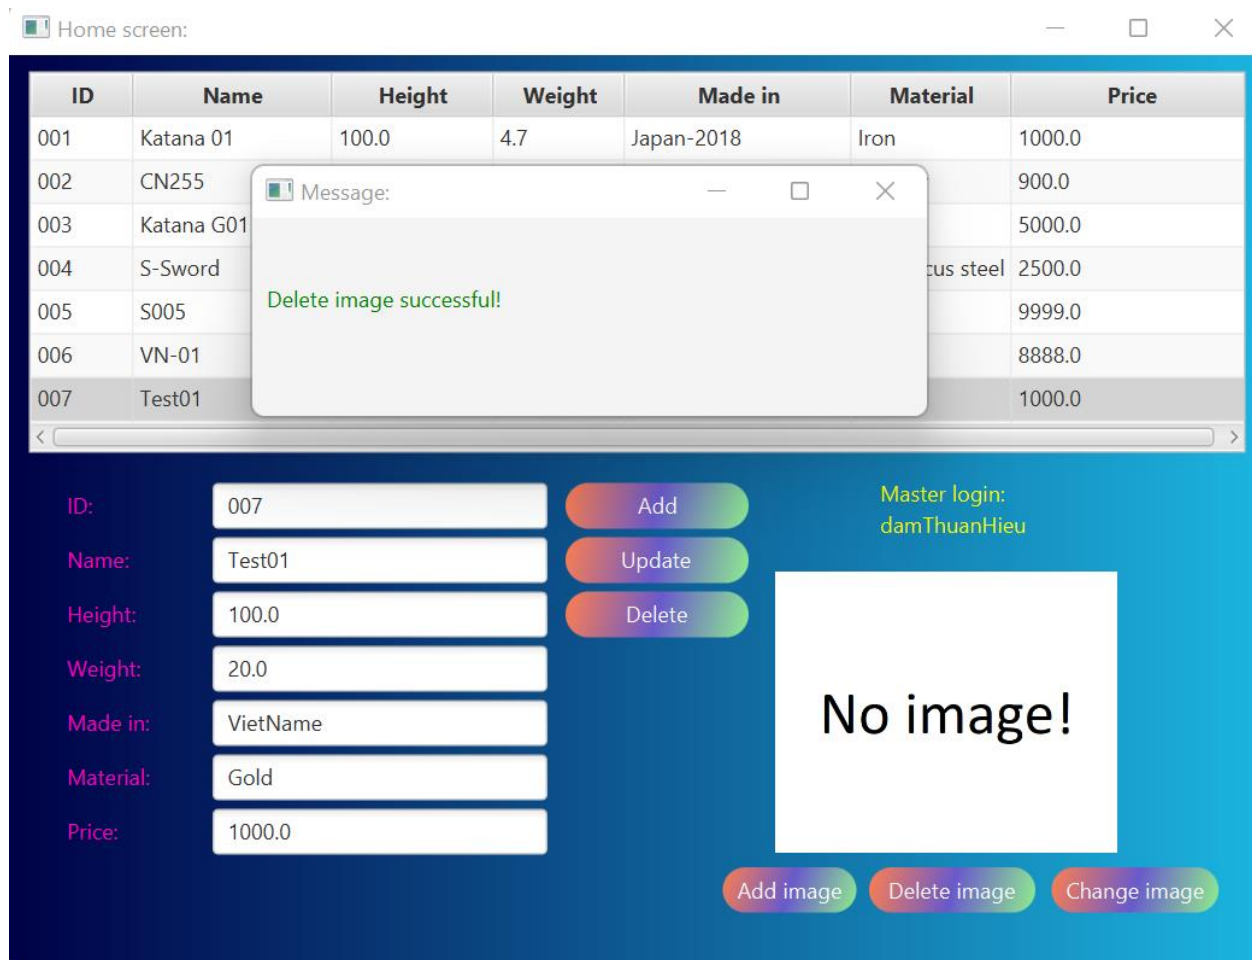 Home screen:
ID Name Height Weight Made in Material Price
001 Katana 01 100.0 4.7 Japan-2018 Iron 1000.0
002 CN255 900.0
Message:
003 Katana G01 5000.0
004 S-Sword steel 2500.0
Delete image successful!
005 S005 9999.0
006 VN-01 8888.0
007 Test01 1000.0
ID: 007 Add
Master login:
damThuanHieu
Name: Test01 Update
Height: 100.0 Delete
Weight: 20.0
Made in: VietName
No image!
Material: Gold
Price: 1000.0
Add image Delete image Change image